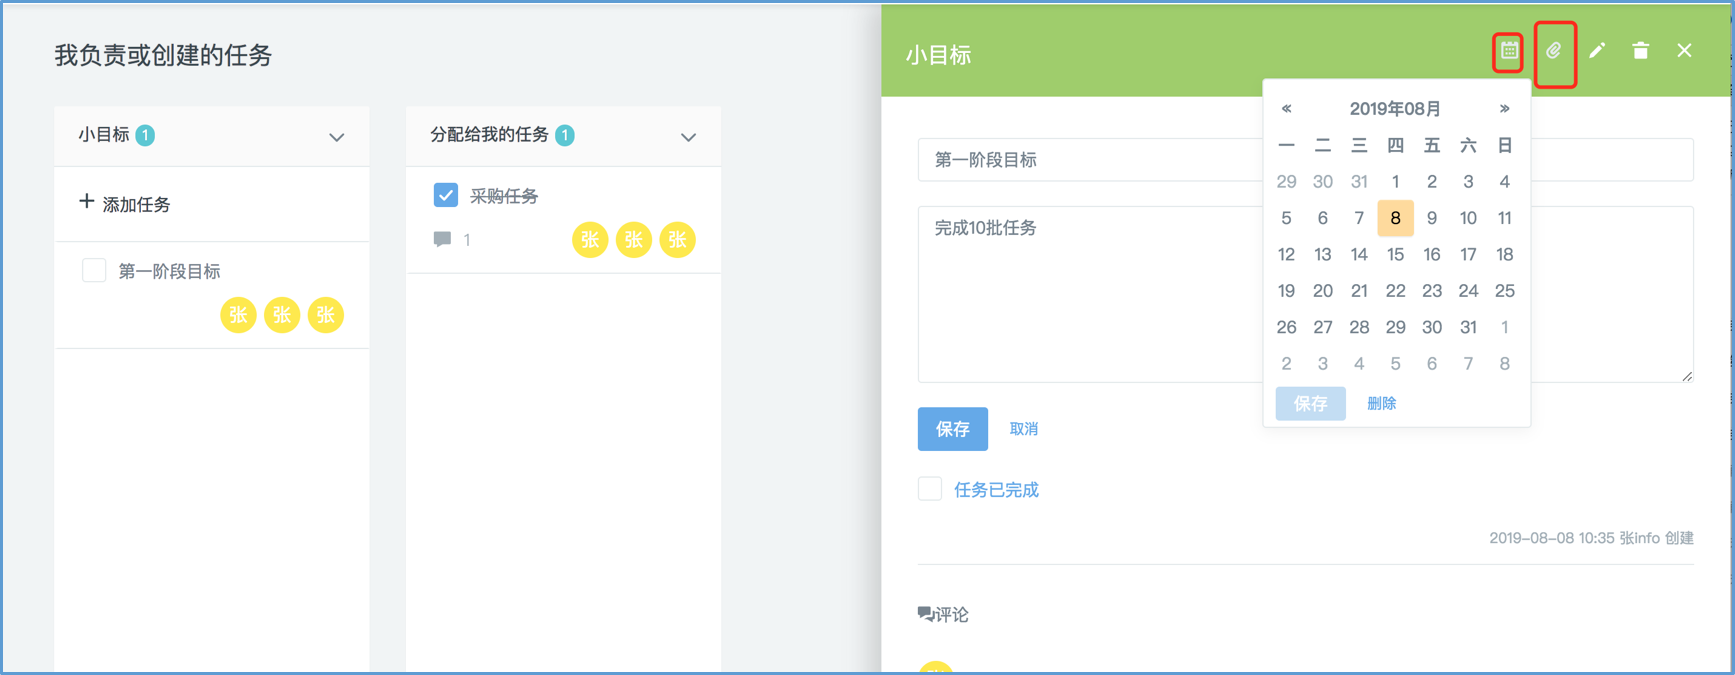 我负责或创建的任务
小目标 1
添加任务
第一阶段目标
张 张 张
分配给我的任务 1
采购任务
1
张 张 张
小目标
第一阶段目标
完成10批任务
« 2019年08月 »
一 二 三 四 五 六 日
29 30 31 1 2 3 4
5 6 7 8 9 10 11
12 13 14 15 16 17 18
19 20 21 22 23 24 25
26 27 28 29 30 31 1
2 3 4 5 6 7 8
保存 删除
保存 取消
任务已完成
2019-08-08 10:35 张info 创建
评论